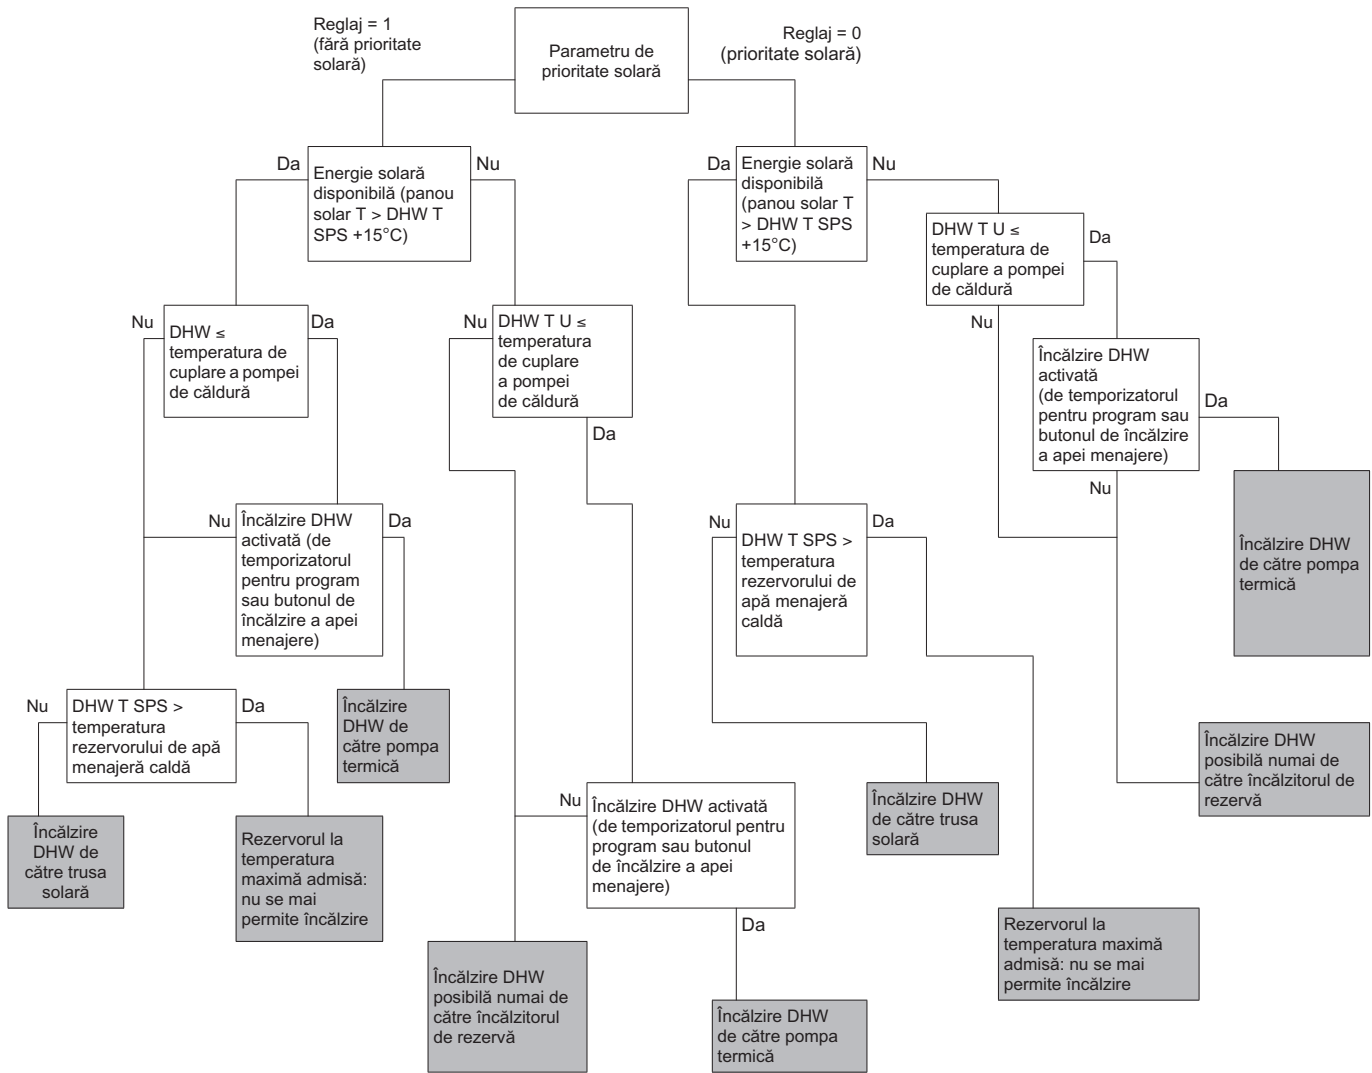 Reglaj = 1
(fără prioritate
solară)
Parametru de
prioritate solară
Reglaj = 0
(prioritate solară)
Da
Energie solară
disponibilă (panou
solar T > DHW T
SPS +15°C)
Nu
Da
Energie solară
disponibilă
(panou solar T
> DHW T SPS
+15°C)
Nu
DHW T U ≤
temperatura de
cuplare a pompei
de căldură
Da
Nu
Nu
DHW ≤
temperatura de
cuplare a pompei
de căldură
Da
Nu
DHW T U ≤
temperatura
de cuplare
a pompei
de căldură
Da
Încălzire DHW
activată
(de temporizatorul
pentru program sau
butonul de încălzire
a apei menajere)
Da
Nu
Nu
Încălzire DHW
activată (de
temporizatorul
pentru program
sau butonul de
încălzire a apei
menajere)
Da
Nu
DHW T SPS >
temperatura
rezervorului de
apă menajeră
caldă
Da
Încălzire DHW
de către pompa
termică
Nu
DHW T SPS >
temperatura
rezervorului de apă
menajeră caldă
Da
Încălzire
DHW de
către pompa
termică
Încălzire DHW
posibilă numai de
către încălzitorul de
rezervă
Încălzire
DHW de
către trusa
solară
Rezervorul la
temperatura
maximă admisă:
nu se mai
permite încălzire
Nu
Încălzire DHW activată
(de temporizatorul pentru
program sau butonul
de încălzire a apei
menajere)
Da
Încălzire DHW
de către trusa
solară
Rezervorul la
temperatura maximă
admisă: nu se mai
permite încălzire
Încălzire DHW
posibilă numai de
către încălzitorul
de rezervă
Încălzire DHW
de către pompa
termică